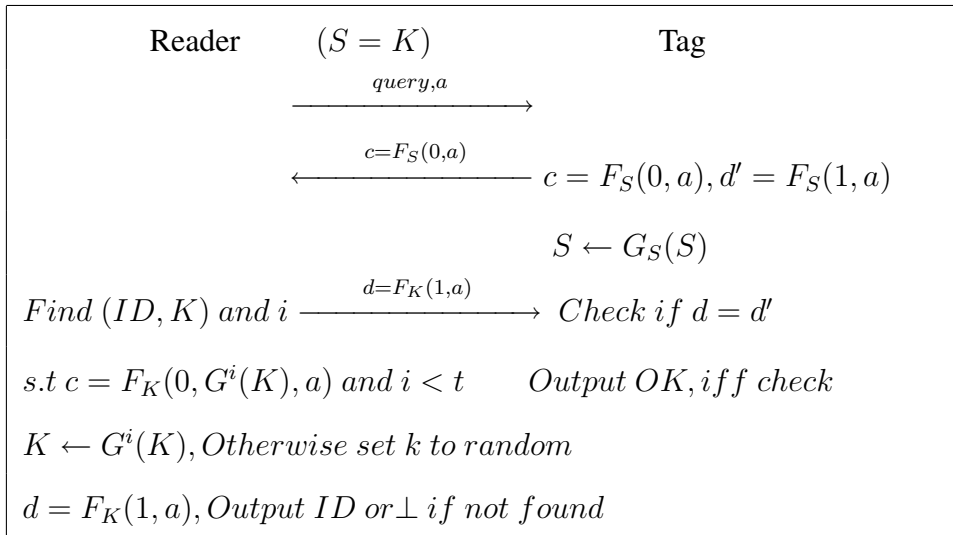 Reader (S = K) Tag
query,a
c=F_S(0,a)
c = F_S(0, a), d′ = F_S(1, a)
S ← G_S(S)
d=F_K(1,a)
Find (ID, K) and i Check if d = d′
s.t c = F_K(0, G^i(K), a) and i < t Output OK, iff check
K ← G^i(K), Otherwise set k to random
d = F_K(1, a), Output ID or⊥ if not found